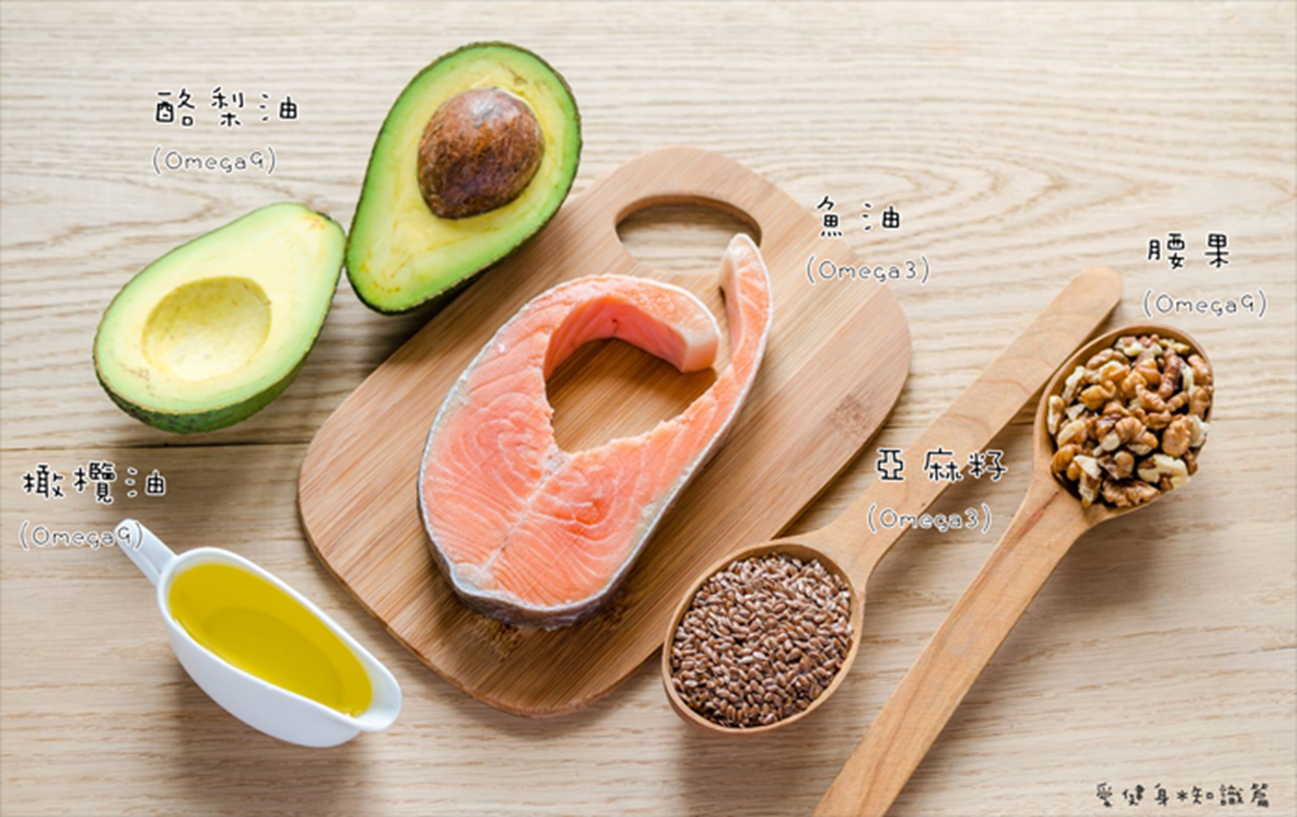 酪梨油
(Omega9)
魚油
(Omega3)
腰果
(Omega9)
橄欖油
(Omega9)
亞麻籽
(Omega3)
愛健身*知識篇